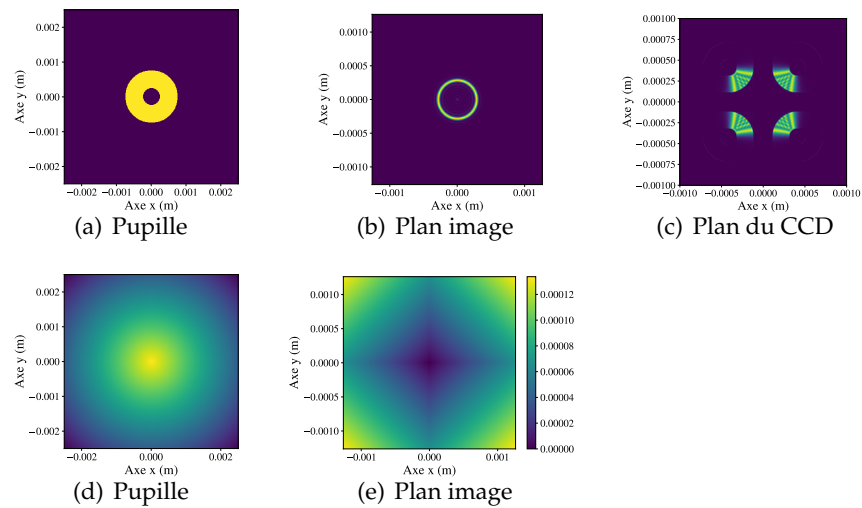 0.002
0.001
0.000
−0.001
−0.002
Axe y (m)
−0.002 −0.001 0.000 0.001 0.002
Axe x (m)
(a) Pupille
0.0010
0.0005
0.0000
−0.0005
−0.0010
Axe y (m)
−0.001 0.000 0.001
Axe x (m)
(b) Plan image
0.00100
0.00075
0.00050
0.00025
0.00000
−0.00025
−0.00050
−0.00075
−0.00100
Axe y (m)
−0.0010 −0.0005 0.0000 0.0005 0.0010
Axe x (m)
(c) Plan du CCD
0.002
0.001
0.000
−0.001
−0.002
Axe y (m)
−0.002 −0.001 0.000 0.001 0.002
Axe x (m)
(d) Pupille
0.0010
0.0005
0.0000
−0.0005
−0.0010
Axe y (m)
−0.001 0.000 0.001
Axe x (m)
0.00012
0.00010
0.00008
0.00006
0.00004
0.00002
0.00000
(e) Plan image